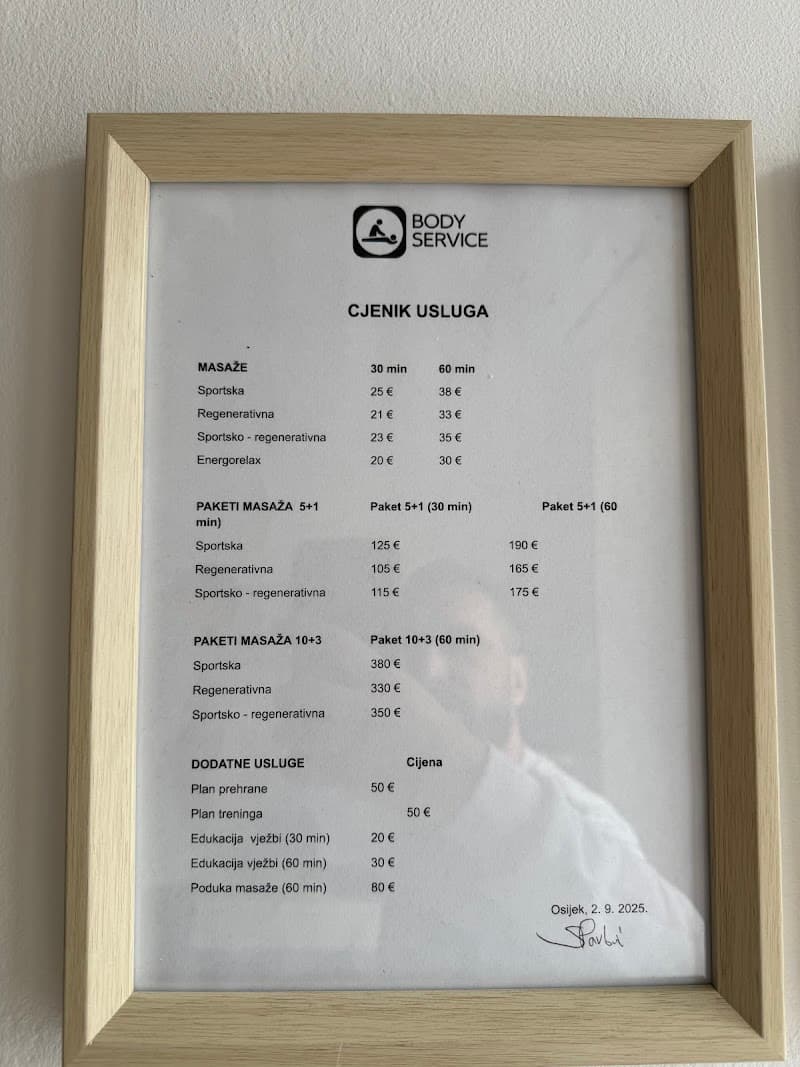 BODY
SERVICE
CJENIK USLUGA
MASAŽE 30 min 60 min
Sportska 25 € 38 €
Regenerativna 21 € 33 €
Sportsko - regenerativna 23 € 35 €
Energorelax 20 € 30 €
PAKETI MASAŽA 5+1 Paket 5+1 (30 min) Paket 5+1 (60
min)
Sportska 125 € 190 €
Regenerativna 105 € 165 €
Sportsko - regenerativna 115 € 175 €
PAKETI MASAŽA 10+3 Paket 10+3 (60 min)
Sportska 380 €
Regenerativna 330 €
Sportsko - regenerativna 350 €
DODATNE USLUGE Cijena
Plan prehrane 50 €
Plan treninga 50 €
Edukacija vježbi (30 min) 20 €
Edukacija vježbi (60 min) 30 €
Poduka masaže (60 min) 80 €
Osijek, 2. 9. 2025.